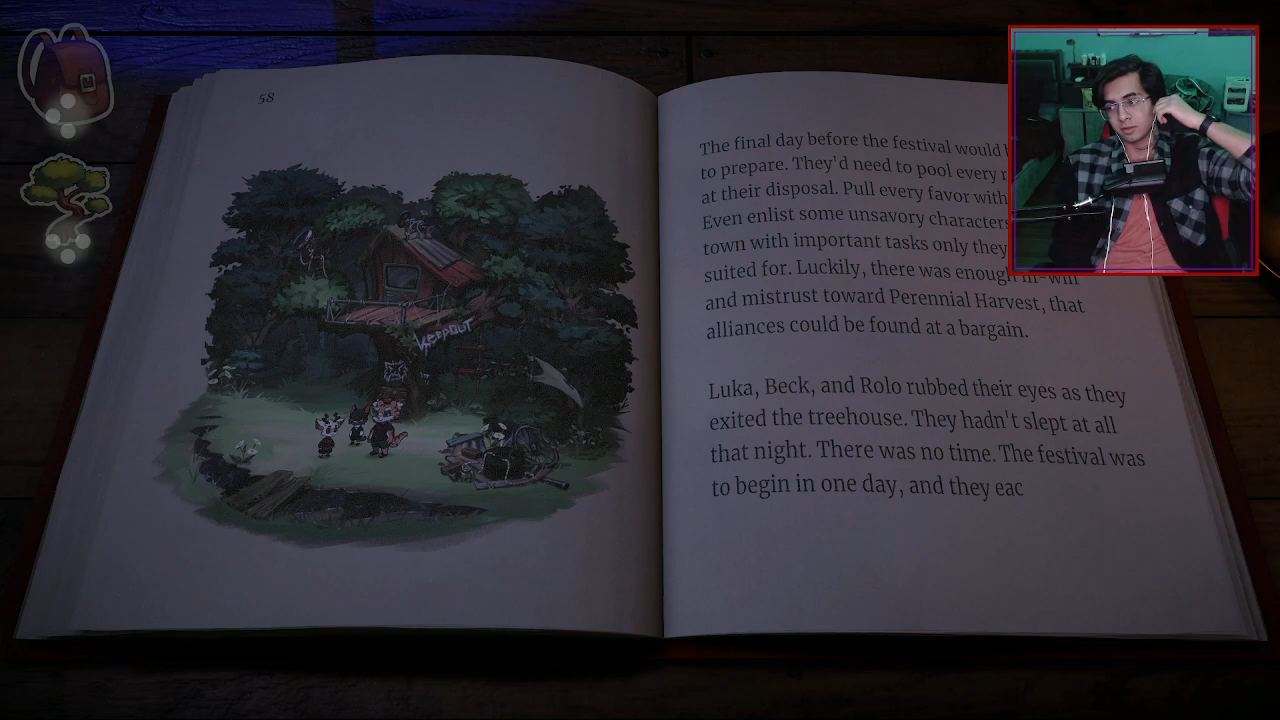 58
KEEP OUT
The final day before the festival would
to prepare. They'd need to pool every
at their disposal. Pull every favor with
Even enlist some unsavory characters
town with important tasks only they
suited for. Luckily, there was enough ill-will
and mistrust toward Perennial Harvest, that
alliances could be found at a bargain.
Luka, Beck, and Rolo rubbed their eyes as they
exited the treehouse. They hadn't slept at all
that night. There was no time. The festival was
to begin in one day, and they eac